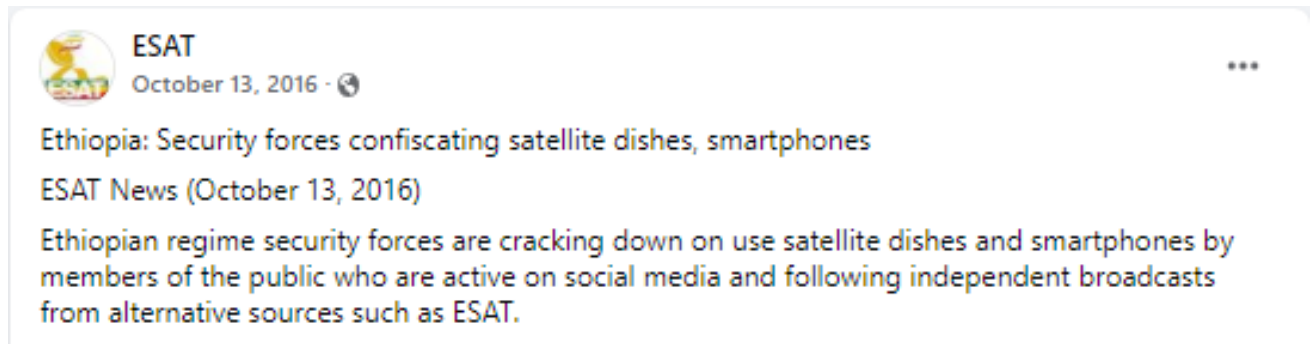 ESAT
October 13, 2016 ·
Ethiopia: Security forces confiscating satellite dishes, smartphones
ESAT News (October 13, 2016)
Ethiopian regime security forces are cracking down on use satellite dishes and smartphones by
members of the public who are active on social media and following independent broadcasts
from alternative sources such as ESAT.
ESAT